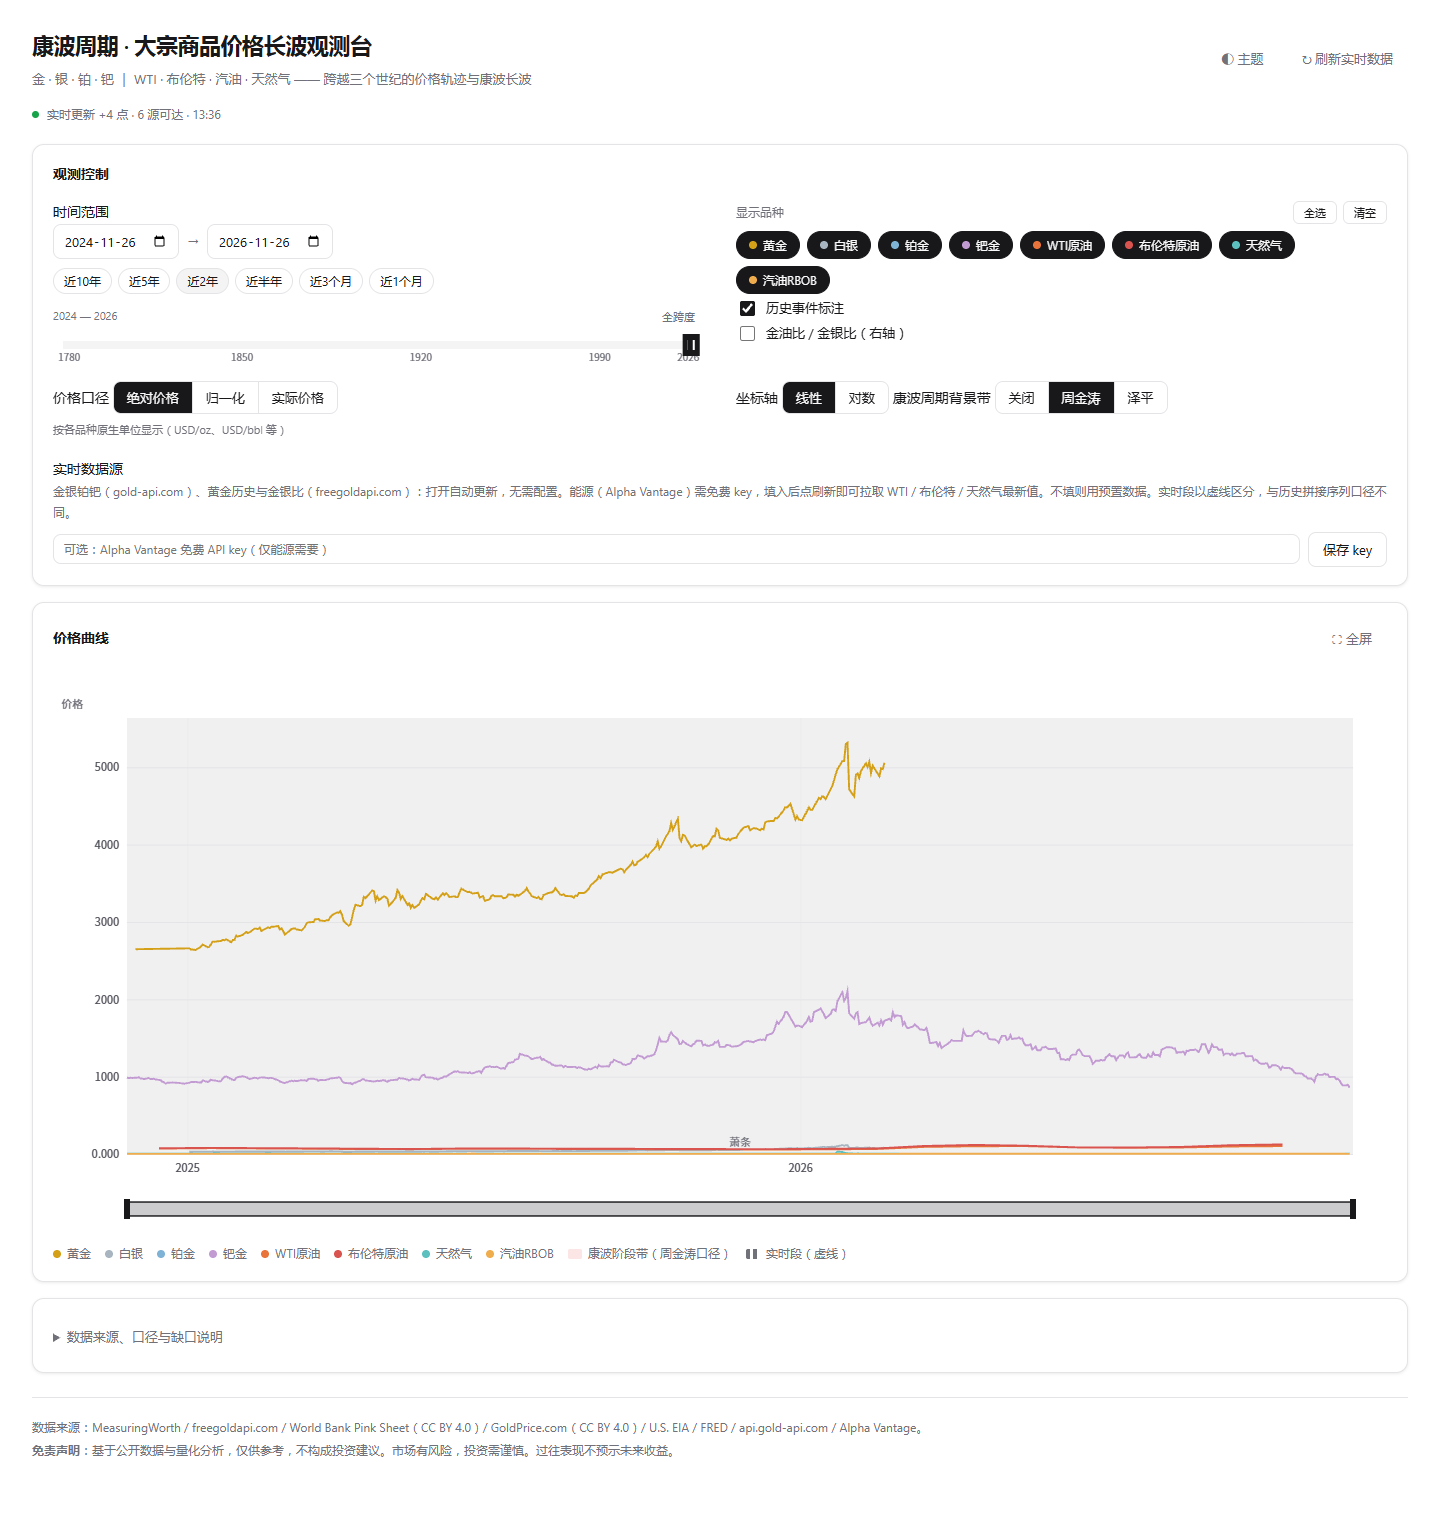 康波周期 · 大宗商品价格长波观测台
金 · 银 · 铂 · 钯 ｜ WTI · 布伦特 · 汽油 · 天然气 —— 跨越三个世纪的价格轨迹与康波长波
◐ 主题
↻ 刷新实时数据
实时更新 +4 点 · 6 源可达 · 13:36
观测控制
时间范围
2024-11-26 → 2026-11-26
近10年 近5年 近2年 近半年 近3个月 近1个月
2024 — 2026 全跨度
1780 1850 1920 1990 2026
显示品种 全选 清空
黄金 白银 铂金 钯金 WTI原油 布伦特原油 天然气
汽油RBOB
历史事件标注
金油比 / 金银比（右轴）
价格口径 绝对价格 归一化 实际价格
坐标轴 线性 对数 康波周期背景带 关闭 周金涛 泽平
按各品种原生单位显示（USD/oz、USD/bbl 等）
实时数据源
金银铂钯（gold-api.com）、黄金历史与金银比（freegoldapi.com）：打开自动更新，无需配置。能源（Alpha Vantage）需免费 key，填入后点刷新即可拉取 WTI / 布伦特 / 天然气最新值。不填则用预置数据。实时段以虚线区分，与历史拼接序列口径不
同。
可选：Alpha Vantage 免费 API key（仅能源需要） 保存 key
价格曲线 ⛶ 全屏
价格
5000
4000
3000
2000
1000
萧条
0.000
2025 2026
黄金 白银 铂金 钯金 WTI原油 布伦特原油 天然气 汽油RBOB 康波阶段带（周金涛口径） 实时段（虚线）
▶ 数据来源、口径与缺口说明
数据来源：MeasuringWorth / freegoldapi.com / World Bank Pink Sheet（CC BY 4.0）/ GoldPrice.com（CC BY 4.0）/ U.S. EIA / FRED / api.gold-api.com / Alpha Vantage。
免责声明：基于公开数据与量化分析，仅供参考，不构成投资建议。市场有风险，投资需谨慎。过往表现不预示未来收益。